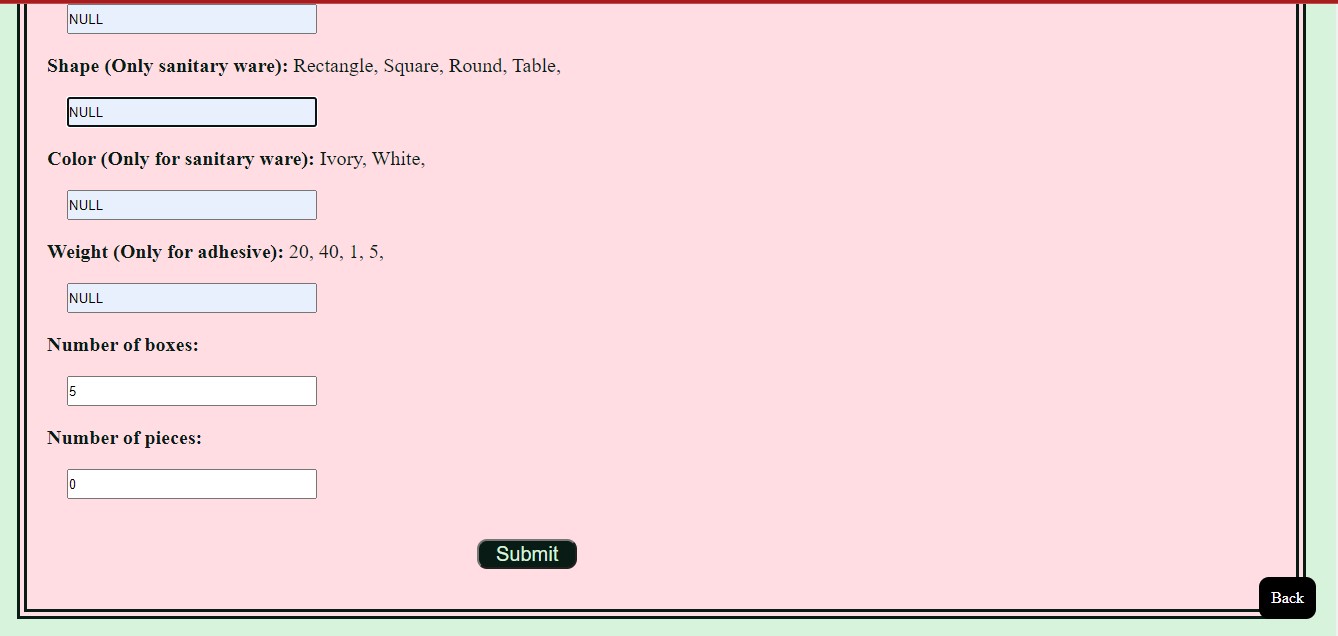 NULL
Shape (Only sanitary ware): Rectangle, Square, Round, Table,
NULL
Color (Only for sanitary ware): Ivory, White,
NULL
Weight (Only for adhesive): 20, 40, 1, 5,
NULL
Number of boxes:
5
Number of pieces:
0
Submit
Back